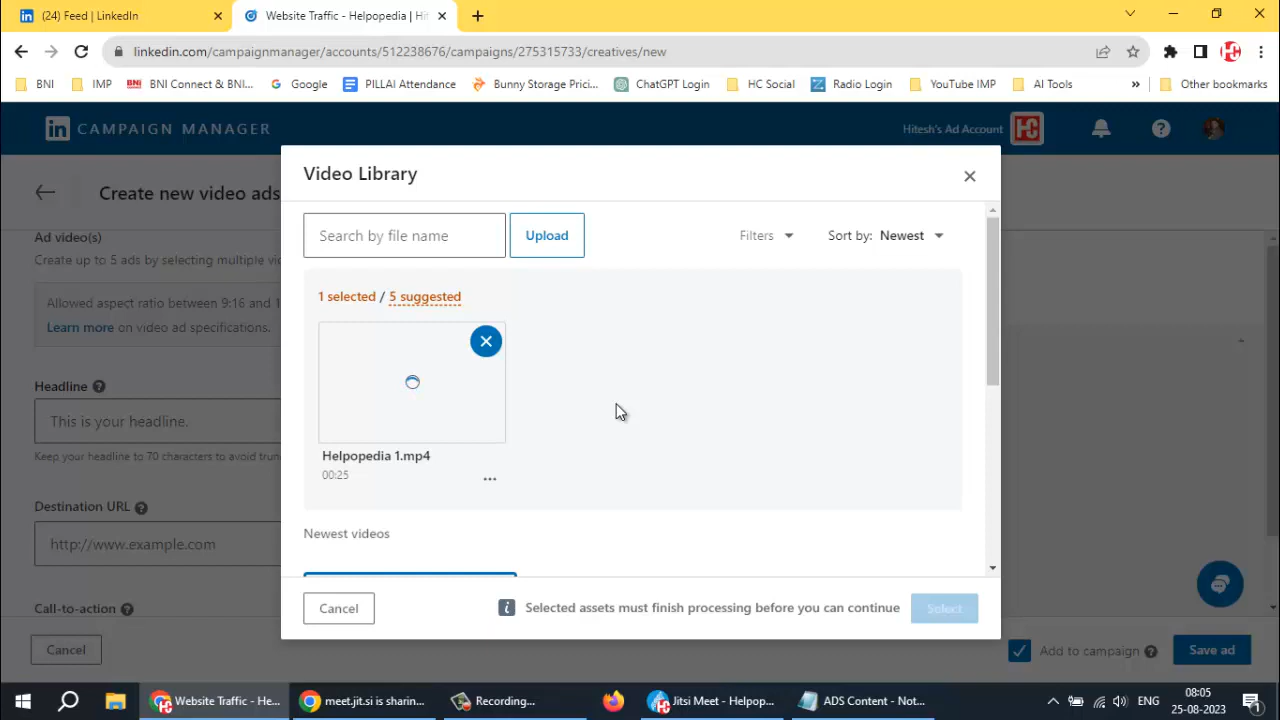 (24) Feed | LinkedIn
Website Traffic - Helpopedia | Hit
linkedin.com/campaignmanager/accounts/512238676/campaigns/275315733/creatives/new
BNI
IMP
BNI Connect & BNI...
Google
PILLAI Attendance
Bunny Storage Pricin...
ChatGPT Login
HC Social
Radio Login
YouTube IMP
AI Tools
Other bookmarks
in CAMPAIGN MANAGER
Hitesh's Ad Account
Create new video ads
Ad video(s)
Create up to 5 ads by selecting multiple vi
Allowed aspect ratio between 9:16 and 1
Learn more on video ad specifications.
Headline
This is your headline.
Keep your headline to 70 characters to avoid trun
Destination URL
http://www.example.com
Call-to-action
Cancel
Add to campaign
Save ad
Video Library
Search by file name
Upload
Filters
Sort by: Newest
1 selected / 5 suggested
Helpopedia 1.mp4
00:25
Newest videos
Cancel
Selected assets must finish processing before you can continue
Select
Website Traffic - He...
meet.jit.si is sharin...
Recording...
Jitsi Meet - Helpop...
ADS Content - Not...
ENG
08:05
25-08-2023
1